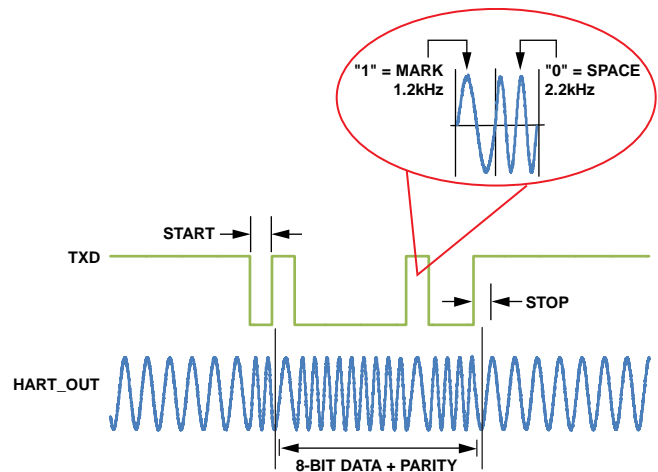 "1" = MARK
1.2kHz
"0" = SPACE
2.2kHz
START
TXD
STOP
HART_OUT
8-BIT DATA + PARITY